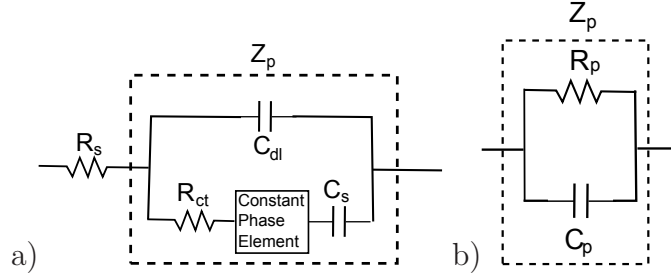 Z_p
C_dl
R_s
R_ct
Constant
Phase
Element
C_s
a)
Z_p
R_p
C_p
b)